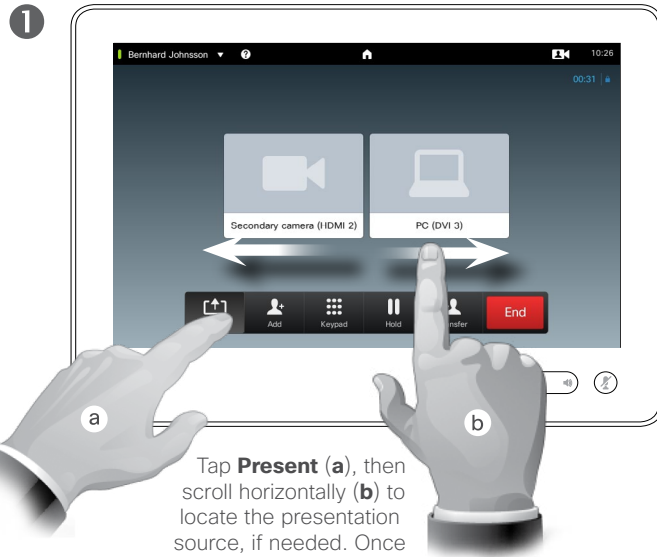 1
Bernhard Johnsson
?
10:26
00:31
Secondary camera (HDMI 2)
PC (DVI 3)
Add
Keypad
Hold
End
a
b
Tap Present (a), then
scroll horizontally (b) to
locate the presentation
source, if needed. Once